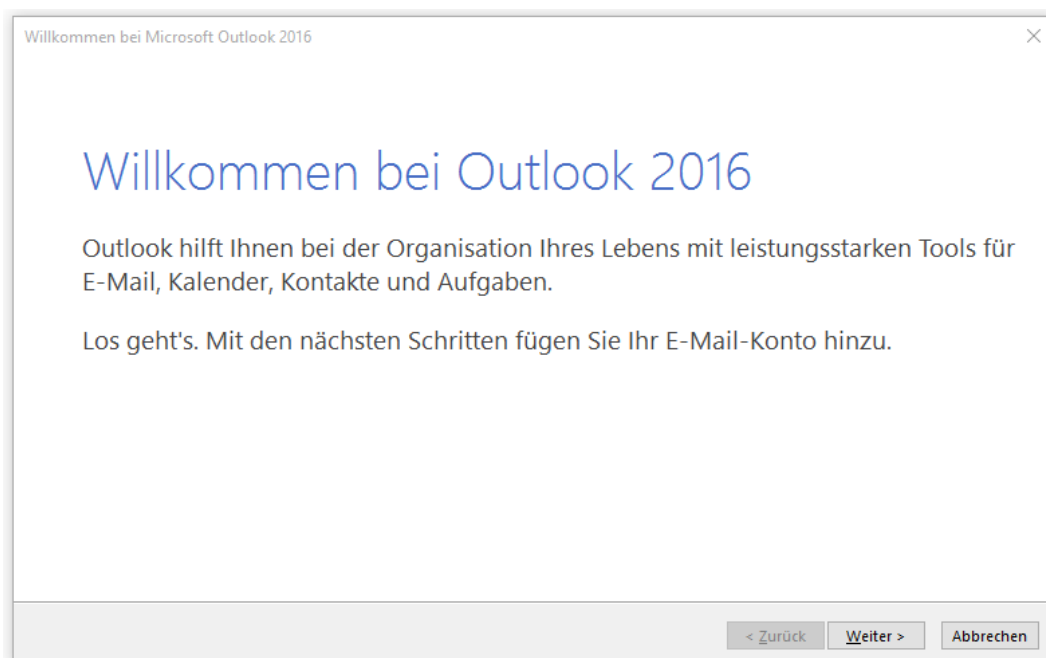 Willkommen bei Microsoft Outlook 2016
Willkommen bei Outlook 2016
Outlook hilft Ihnen bei der Organisation Ihres Lebens mit leistungsstarken Tools für
E-Mail, Kalender, Kontakte und Aufgaben.
Los geht's. Mit den nächsten Schritten fügen Sie Ihr E-Mail-Konto hinzu.
< Zurück Weiter > Abbrechen